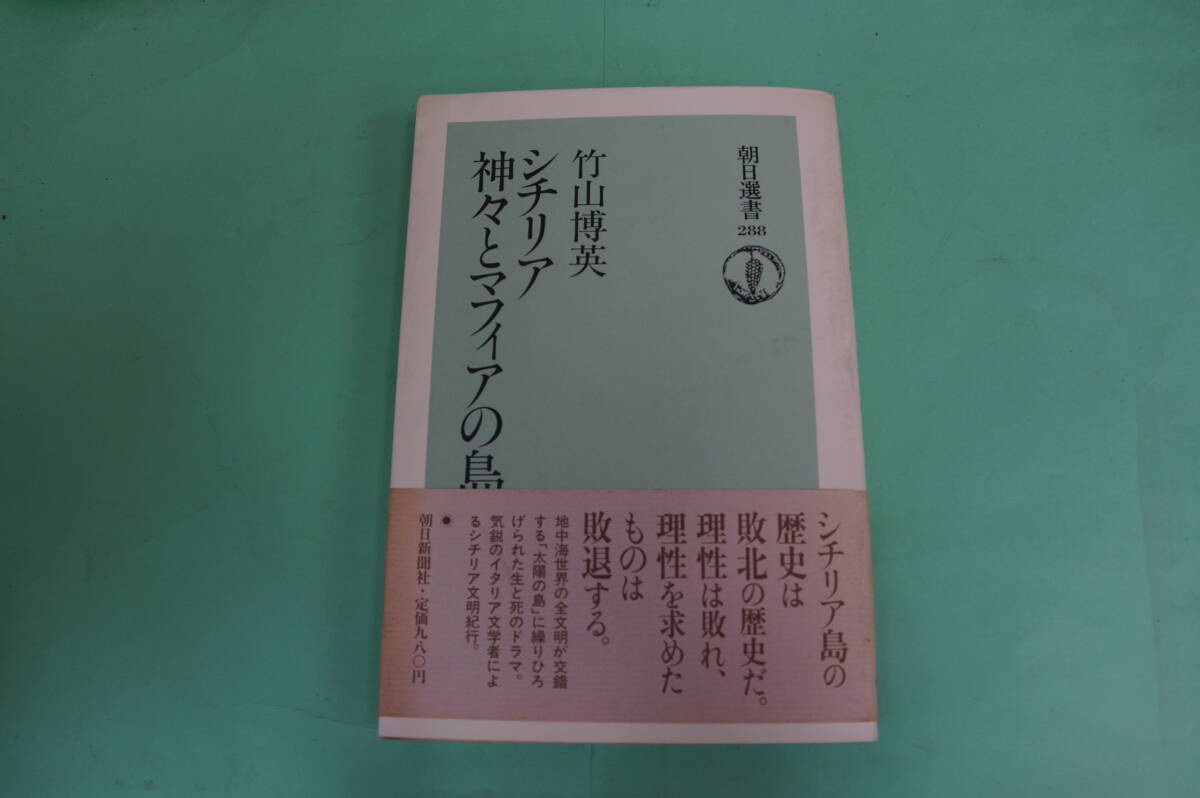 朝日選書
288
竹山博英
シチリア
神々とマフィアの島
シチリア島の
歴史は
敗北の歴史だ。
理性は敗れ、
理性を求めた
ものは
敗退する。
地中海世界の全文明が交錯
する「太陽の島」に繰りひろ
げられた生と死のドラマ。
気鋭のイタリア文学者によ
るシチリア文明紀行。
●
朝日新聞社・定価九八〇円